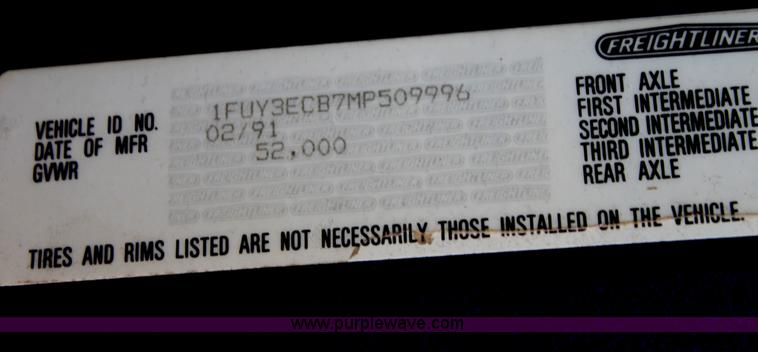 FREIGHTLINER
VEHICLE ID NO. 1FUY3ECB7MP509996
DATE OF MFR 02/91
GVWR 52,000
FRONT AXLE
FIRST INTERMEDIATE
SECOND INTERMEDIATE
THIRD INTERMEDIATE
REAR AXLE
TIRES AND RIMS LISTED ARE NOT NECESSARILY THOSE INSTALLED ON THE VEHICLE.
www.purplewave.com